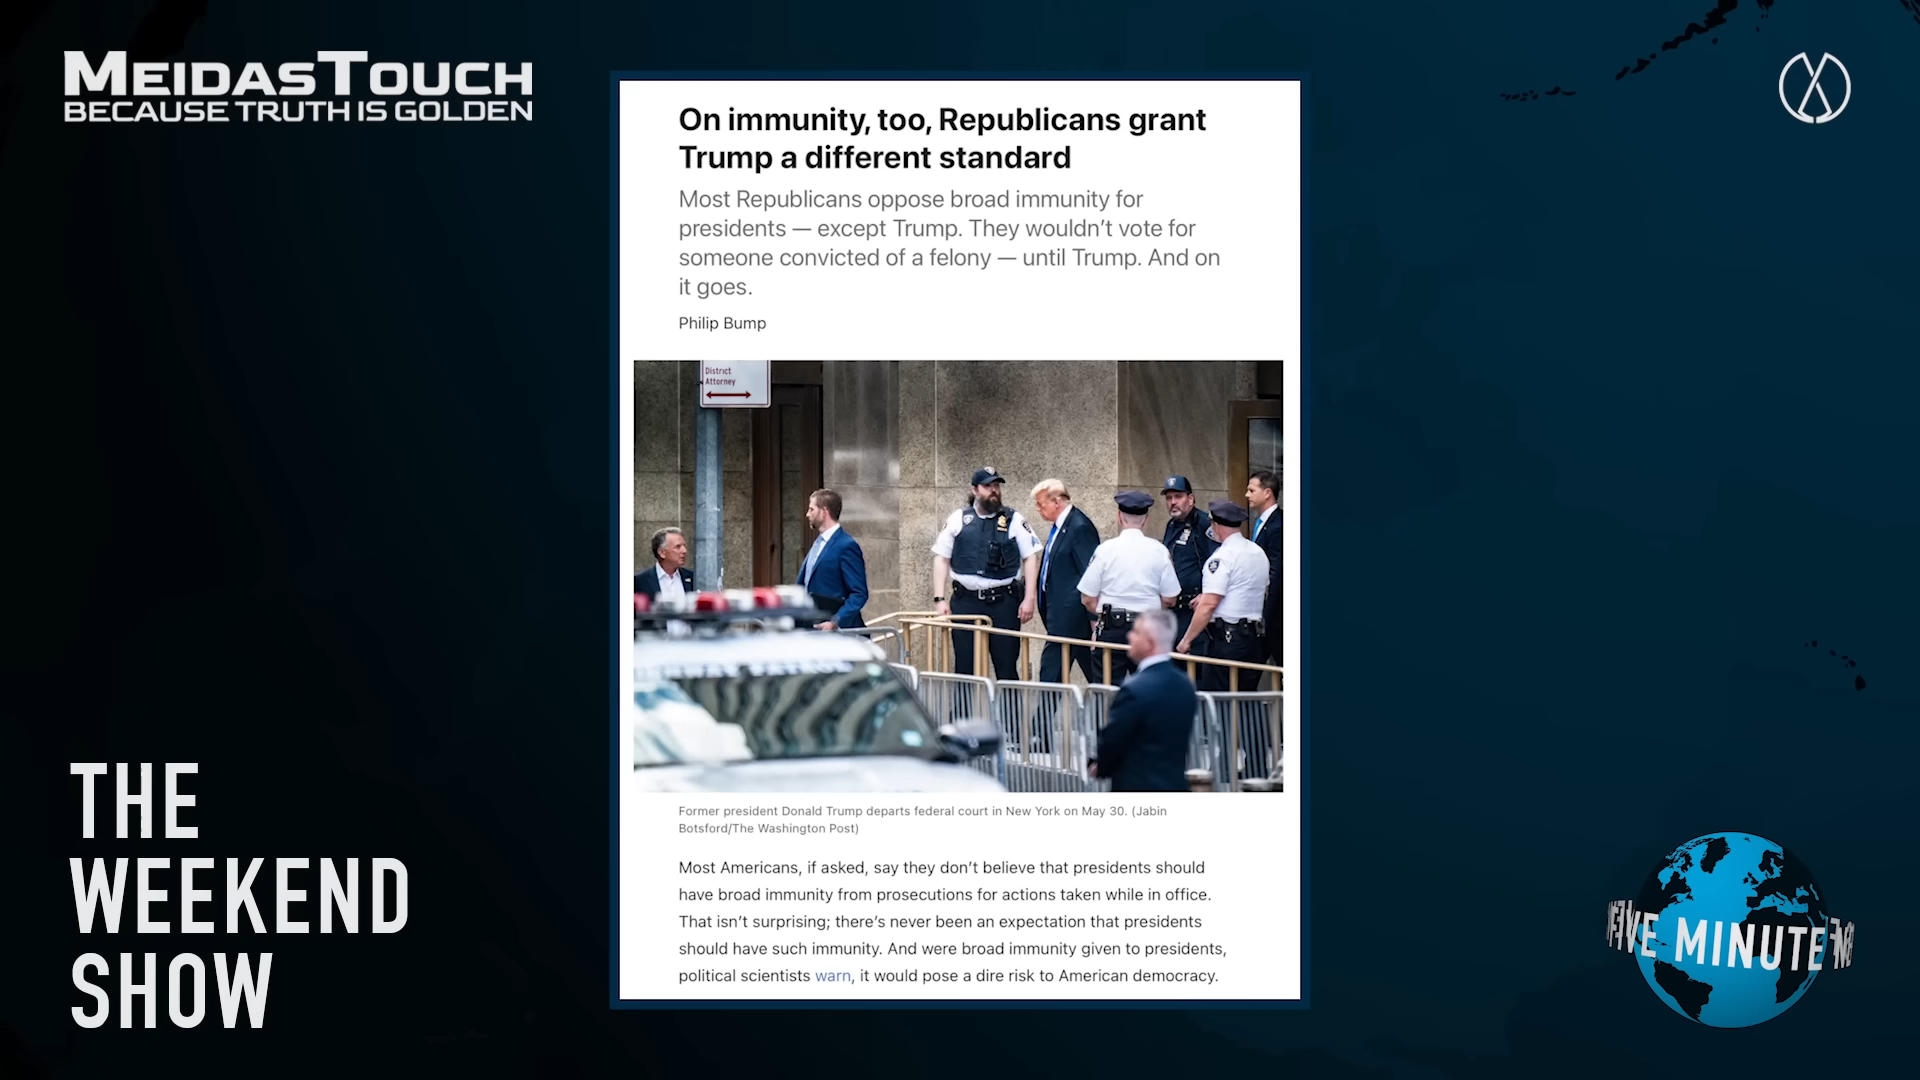 MEIDASTOUCH
BECAUSE TRUTH IS GOLDEN
On immunity, too, Republicans grant
Trump a different standard
Most Republicans oppose broad immunity for
presidents — except Trump. They wouldn’t vote for
someone convicted of a felony — until Trump. And on
it goes.
Philip Bump
District
Attorney
Former president Donald Trump departs federal court in New York on May 30. (Jabin
Botsford/The Washington Post)
Most Americans, if asked, say they don’t believe that presidents should
have broad immunity from prosecutions for actions taken while in office.
That isn’t surprising; there’s never been an expectation that presidents
should have such immunity. And were broad immunity given to presidents,
political scientists warn, it would pose a dire risk to American democracy.
THE
WEEKEND
SHOW
FIVE MINUTE